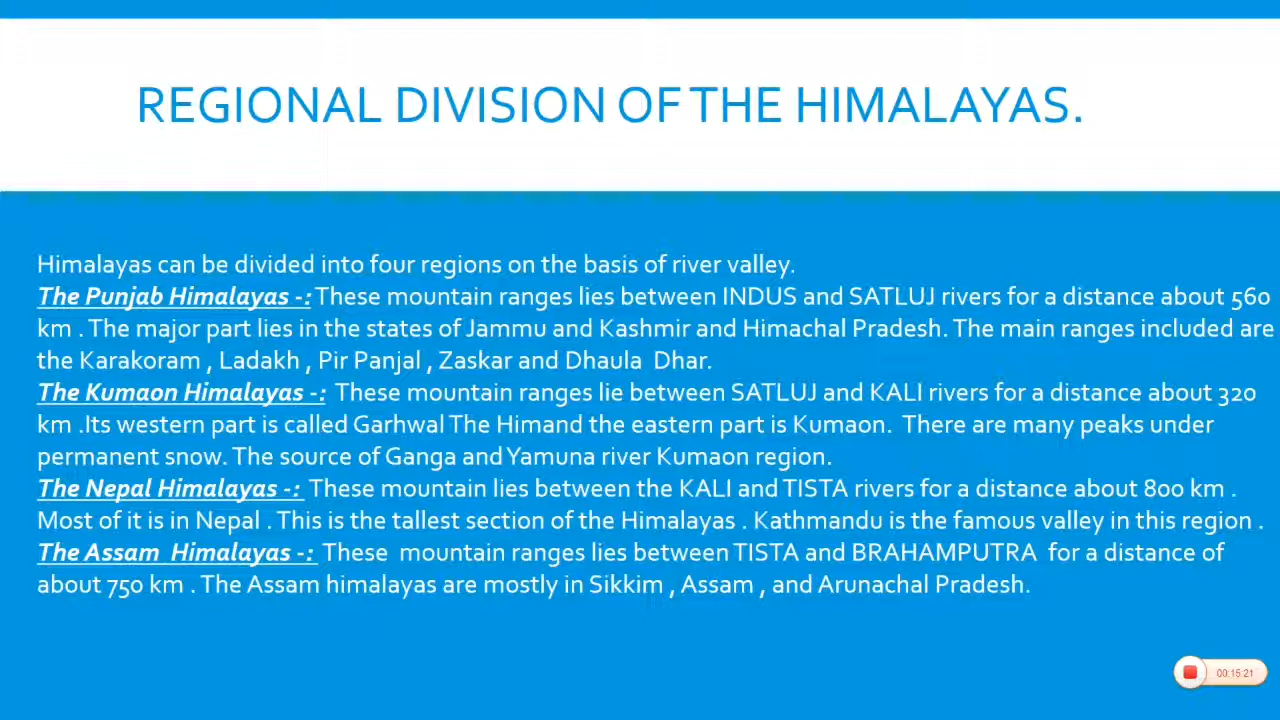 REGIONAL DIVISION OF THE HIMALAYAS.
Himalayas can be divided into four regions on the basis of river valley.
The Punjab Himalayas -: These mountain ranges lies between INDUS and SATLUJ rivers for a distance about 560
km . The major part lies in the states of Jammu and Kashmir and Himachal Pradesh. The main ranges included are
the Karakoram , Ladakh , Pir Panjal , Zaskar and Dhaula Dhar.
The Kumaon Himalayas -: These mountain ranges lie between SATLUJ and KALI rivers for a distance about 320
km .Its western part is called Garhwal The Himand the eastern part is Kumaon. There are many peaks under
permanent snow. The source of Ganga and Yamuna river Kumaon region.
The Nepal Himalayas -: These mountain lies between the KALI and TISTA rivers for a distance about 800 km .
Most of it is in Nepal . This is the tallest section of the Himalayas . Kathmandu is the famous valley in this region .
The Assam Himalayas -: These mountain ranges lies between TISTA and BRAHAMPUTRA for a distance of
about 750 km . The Assam himalayas are mostly in Sikkim , Assam , and Arunachal Pradesh.
00:15:21